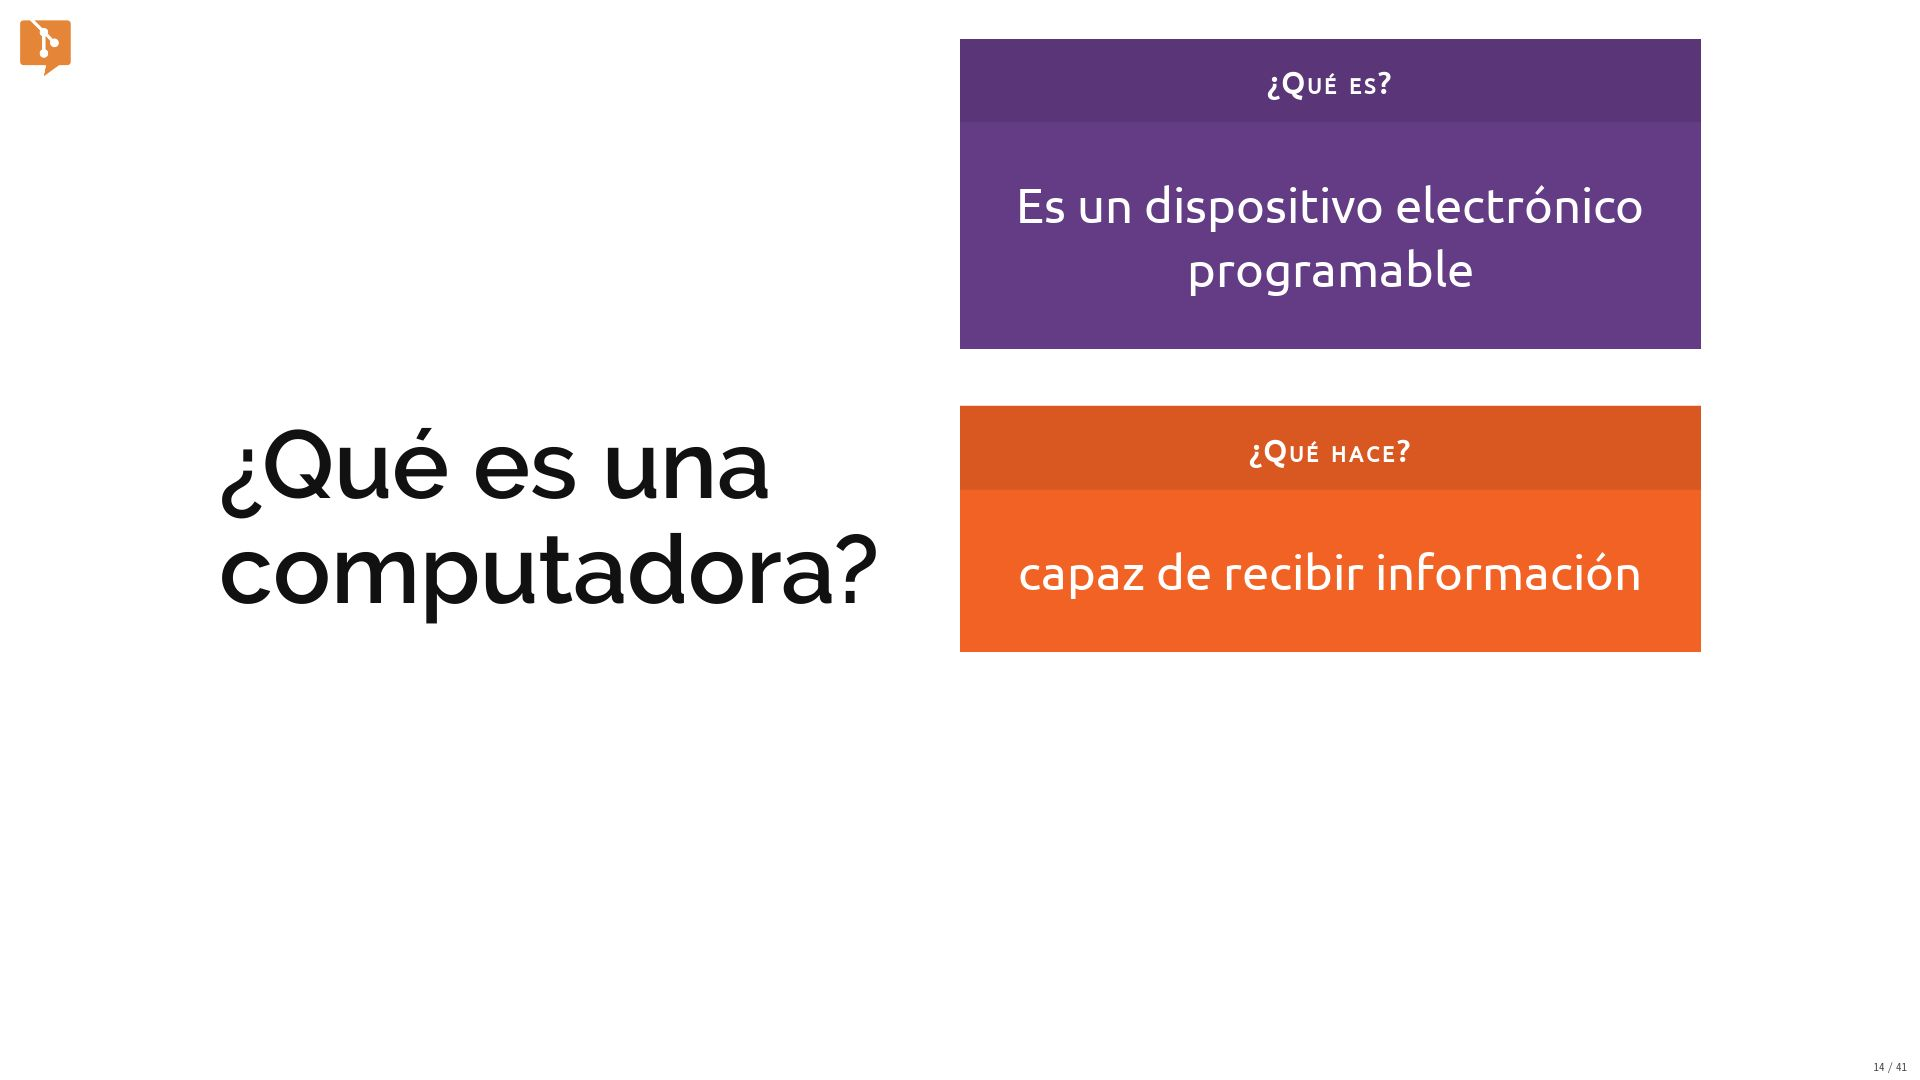 ¿Qué es una
computadora?
¿Qué es?
Es un dispositivo electrónico
programable
¿Qué hace?
capaz de recibir información
14 / 41